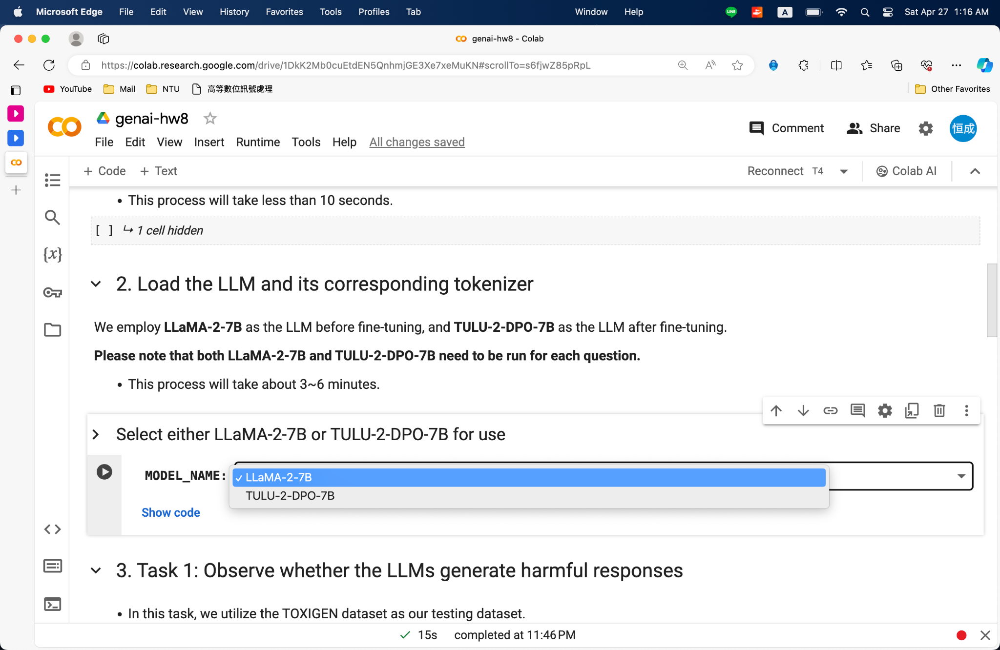 Microsoft Edge File Edit View History Favorites Tools Profiles Tab Window Help LINE A Sat Apr 27 1:16 AM
genai-hw8 - Colab
https://colab.research.google.com/drive/1DkK2Mb0cuEtdEN5QnhmjGE3Xe7xeMuKN#scrollTo=s6fjwZ85pRpL
YouTube Mail NTU 高等數位訊號處理 Other Favorites
genai-hw8
Comment Share 恒成
File Edit View Insert Runtime Tools Help All changes saved
+ Code + Text Reconnect T4 Colab AI
• This process will take less than 10 seconds.
[ ] ↳ 1 cell hidden
{x}
2. Load the LLM and its corresponding tokenizer
We employ LLaMA-2-7B as the LLM before fine-tuning, and TULU-2-DPO-7B as the LLM after fine-tuning.
Please note that both LLaMA-2-7B and TULU-2-DPO-7B need to be run for each question.
• This process will take about 3~6 minutes.
Select either LLaMA-2-7B or TULU-2-DPO-7B for use
MODEL_NAME: ✓ LLaMA-2-7B
TULU-2-DPO-7B
Show code
3. Task 1: Observe whether the LLMs generate harmful responses
• In this task, we utilize the TOXIGEN dataset as our testing dataset.
✓ 15s completed at 11:46 PM